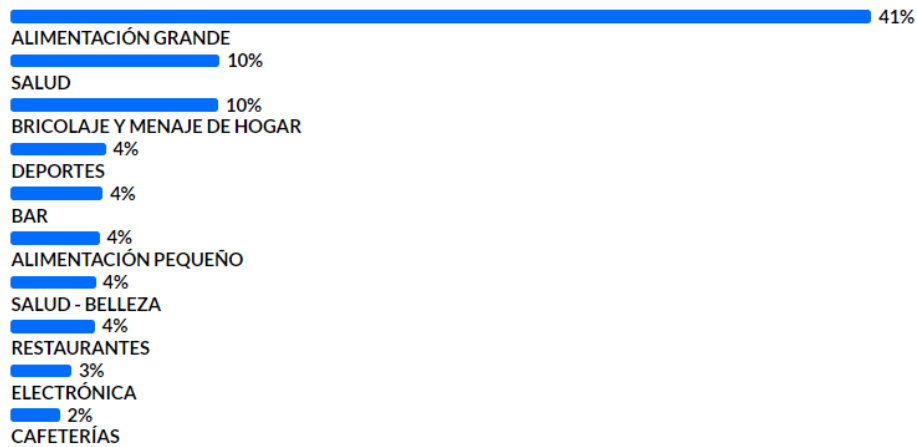 41%
ALIMENTACIÓN GRANDE
10%
SALUD
10%
BRICOLAJE Y MENAJE DE HOGAR
4%
DEPORTES
4%
BAR
4%
ALIMENTACIÓN PEQUEÑO
4%
SALUD - BELLEZA
4%
RESTAURANTES
3%
ELECTRÓNICA
2%
CAFETERÍAS